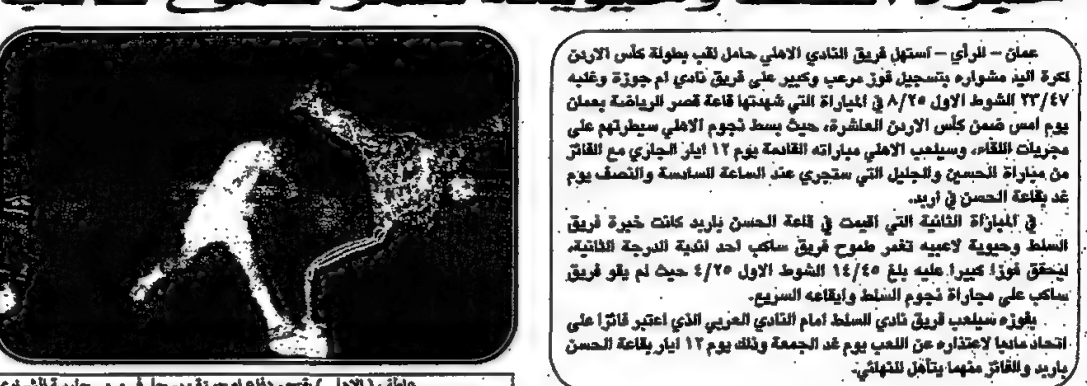 خبرة السلط وحيويته تغمر طموح ساكب
عمان - للرأي - استهل فريق النادي الاهلي حامل لقب بطولة كأس الاردن
لكرة اليد مشواره بتسجيل فوز مرعب وكبير على فريق نادي ام جوزة وغلبه
٢٣/٤٧ الشوط الاول ٨/٢٥ في المباراة التي شهدتها قاعة قصر الرياضة بعمان
يوم امس ضمن كأس الاردن العاشرة، حيث بسط نجوم الاهلي سيطرتهم على
مجريات اللقاء، وسيلعب الاهلي مباراته القادمة يوم ١٢ ايار الجاري مع الفائز
من مباراة الحسين والجليل التي ستجري عند الساعة السادسة والنصف يوم
غد بقاعة الحسن في اربد.
في المباراة الثانية التي اقيمت في قاعة الحسن باربد كانت خبرة فريق
السلط وحيوية لاعبيه تغمر طموح فريق ساكب احد اندية الدرجة الثانية،
ليحقق فوزا كبيرا عليه بلغ ١٤/٤٥ الشوط الاول ٤/٢٥ حيث لم يقو فريق
ساكب على مجاراة نجوم السلط وايقاعه السريع.
بفوزه سيلعب فريق نادي السلط امام النادي العربي الذي اعتبر فائزا على
اتحاد مادبا لاعتذاره عن اللعب يوم غد الجمعة وذلك يوم ١٢ ايار بقاعة الحسن
باربد والفائز منهما يتأهل للنهائي.
( الاهلي )